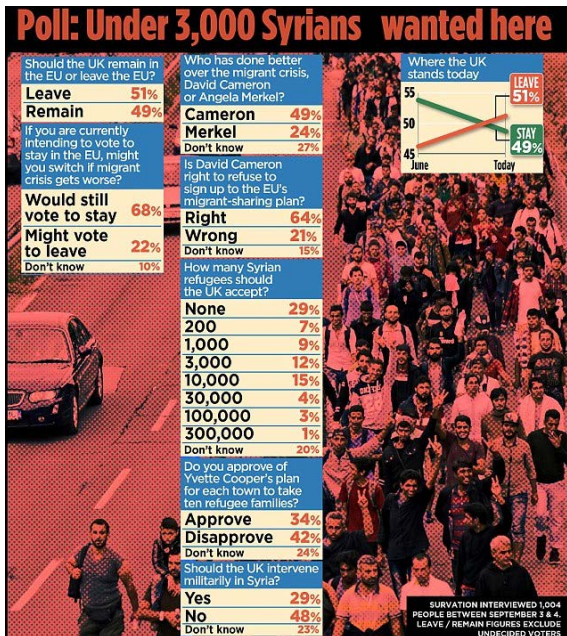 Poll: Under 3,000 Syrians wanted here
Should the UK remain in
the EU or leave the EU?
Leave 51%
Remain 49%
If you are currently
intending to vote to
stay in the EU, might
you switch if migrant
crisis gets worse?
Would still
vote to stay 68%
Might vote
to leave 22%
Don't know 10%
Who has done better
over the migrant crisis,
David Cameron
or Angela Merkel?
Cameron 49%
Merkel 24%
Don't know 27%
Is David Cameron
right to refuse to
sign up to the EU's
migrant-sharing plan?
Right 64%
Wrong 21%
Don't know 15%
How many Syrian
refugees should
the UK accept?
None 29%
200 7%
1,000 9%
3,000 12%
10,000 15%
30,000 4%
100,000 3%
300,000 1%
Don't know 20%
Do you approve of
Yvette Cooper's plan
for each town to take
ten refugee families?
Approve 34%
Disapprove 42%
Don't know 24%
Should the UK intervene
militarily in Syria?
Yes 29%
No 48%
Don't know 23%
Where the UK
stands today
55
50
45
LEAVE
51%
STAY
49%
June Today
SURVATION INTERVIEWED 1,004
PEOPLE BETWEEN SEPTEMBER 3 & 4.
LEAVE / REMAIN FIGURES EXCLUDE
UNDECIDED VOTERS